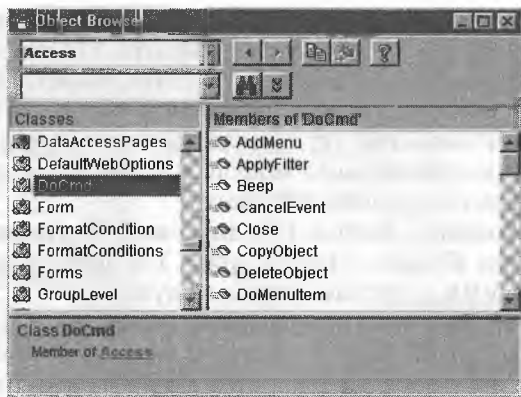 Object Browser
Access
Classes
DataAccessPages
DefaultWebOptions
DoCmd
Form
FormatCondition
FormatConditions
Forms
GroupLevel
Members of 'DoCmd'
AddMenu
ApplyFilter
Beep
CancelEvent
Close
CopyObject
DeleteObject
DoMenuItem
Class DoCmd
Member of Access